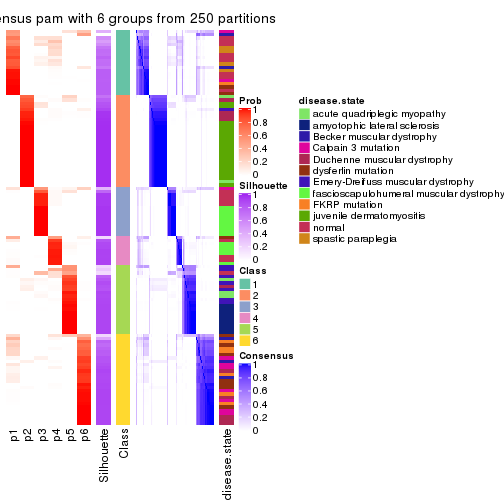 ensus pam with 6 groups from 250 partitions
Prob
1
0.8
0.6
0.4
0.2
0
Silhouette
1
0.8
0.6
0.4
0.2
0
Class
1
2
3
4
5
6
Consensus
1
0.8
0.6
0.4
0.2
0
disease.state
acute quadriplegic myopathy
amyotophic lateral sclerosis
Becker muscular dystrophy
Calpain 3 mutation
Duchenne muscular dystrophy
dysferlin mutation
Emery-Dreifuss muscular dystrophy
fascioscapulohumeral muscular dystrophy
FKRP mutation
juvenile dermatomyositis
normal
spastic paraplegia
p1
p2
p3
p4
p5
p6
Silhouette
Class
disease.state